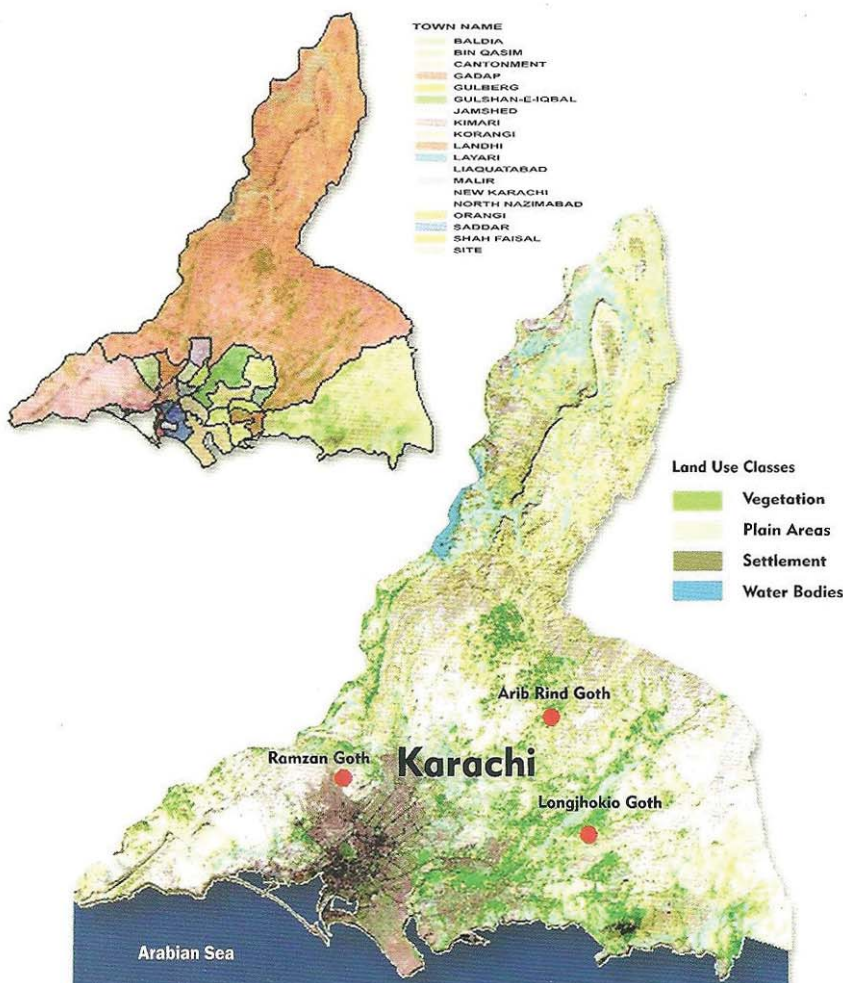 TOWN NAME
BALDIA
BIN QASIM
CANTONMENT
GADAP
GULBERG
GULSHAN-E-IQBAL
JAMSHED
KIMARI
KORANGI
LANDHI
LAYARI
LIAQUATABAD
MALIR
NEW KARACHI
NORTH NAZIMABAD
ORANGI
SADDAR
SHAH FAISAL
SITE
Land Use Classes
Vegetation
Plain Areas
Settlement
Water Bodies
Arib Rind Goth
Ramzan Goth
Karachi
Longjhokio Goth
Arabian Sea